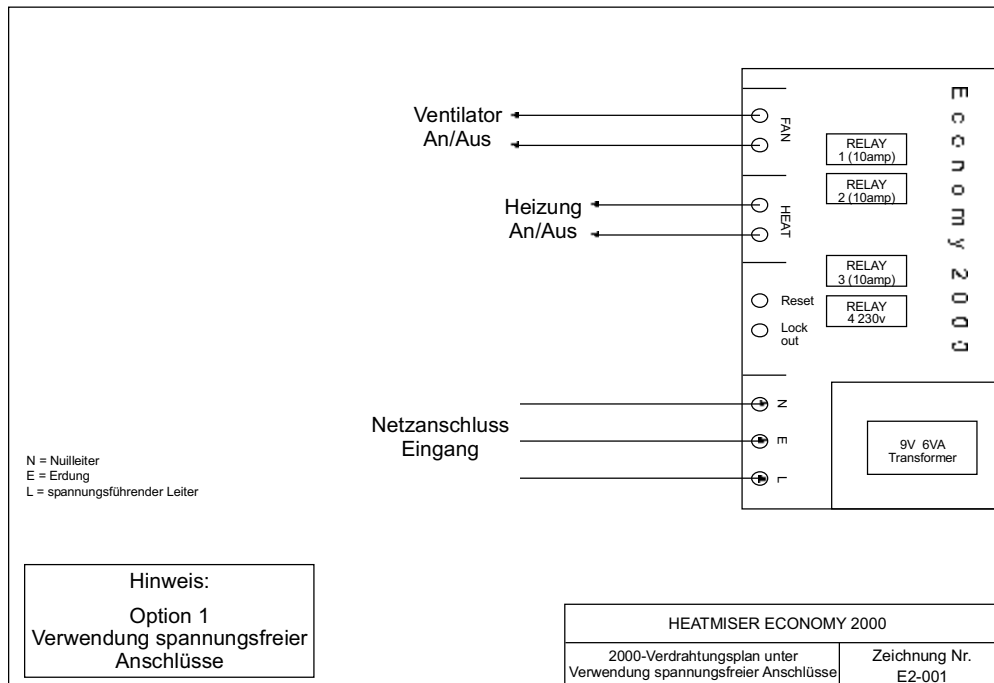 Ventilator
An/Aus
FAN
RELAY
1 (10amp)
RELAY
2 (10amp)
Economy 2000
Heizung
An/Aus
HEAT
RELAY
3 (10amp)
RELAY
4 230v
Reset
Lock
out
Netzanschluss
Eingang
N
E
L
9V 6VA
Transformer
N = Nuilleiter
E = Erdung
L = spannungsführender Leiter
Hinweis:
Option 1
Verwendung spannungsfreier
Anschlüsse
HEATMISER ECONOMY 2000
2000-Verdrahtungsplan unter
Verwendung spannungsfreier Anschlüsse
Zeichnung Nr.
E2-001